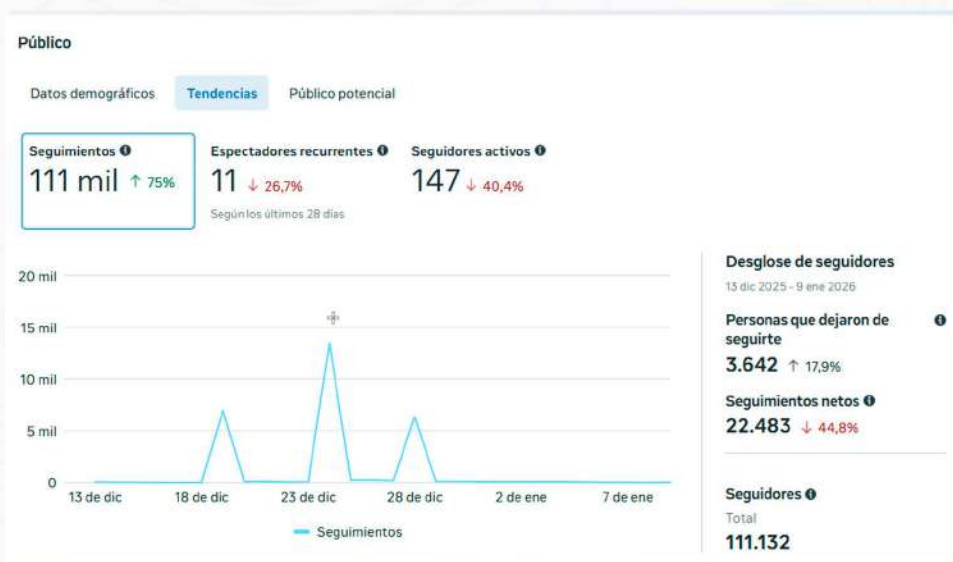 Público
Datos demográficos Tendencias Público potencial
Seguimientos Espectadores recurrentes Seguidores activos
111 mil ↑ 75% 11 ↓ 26,7% 147 ↓ 40,4%
Según los últimos 28 días
20 mil
15 mil
10 mil
5 mil
0
13 de dic 18 de dic 23 de dic 28 de dic 2 de ene 7 de ene
Seguimientos
Desglose de seguidores
13 dic 2025 - 9 ene 2026
Personas que dejaron de
seguirte
3.642 ↑ 17,9%
Seguimientos netos
22.483 ↓ 44,8%
Seguidores
Total
111.132